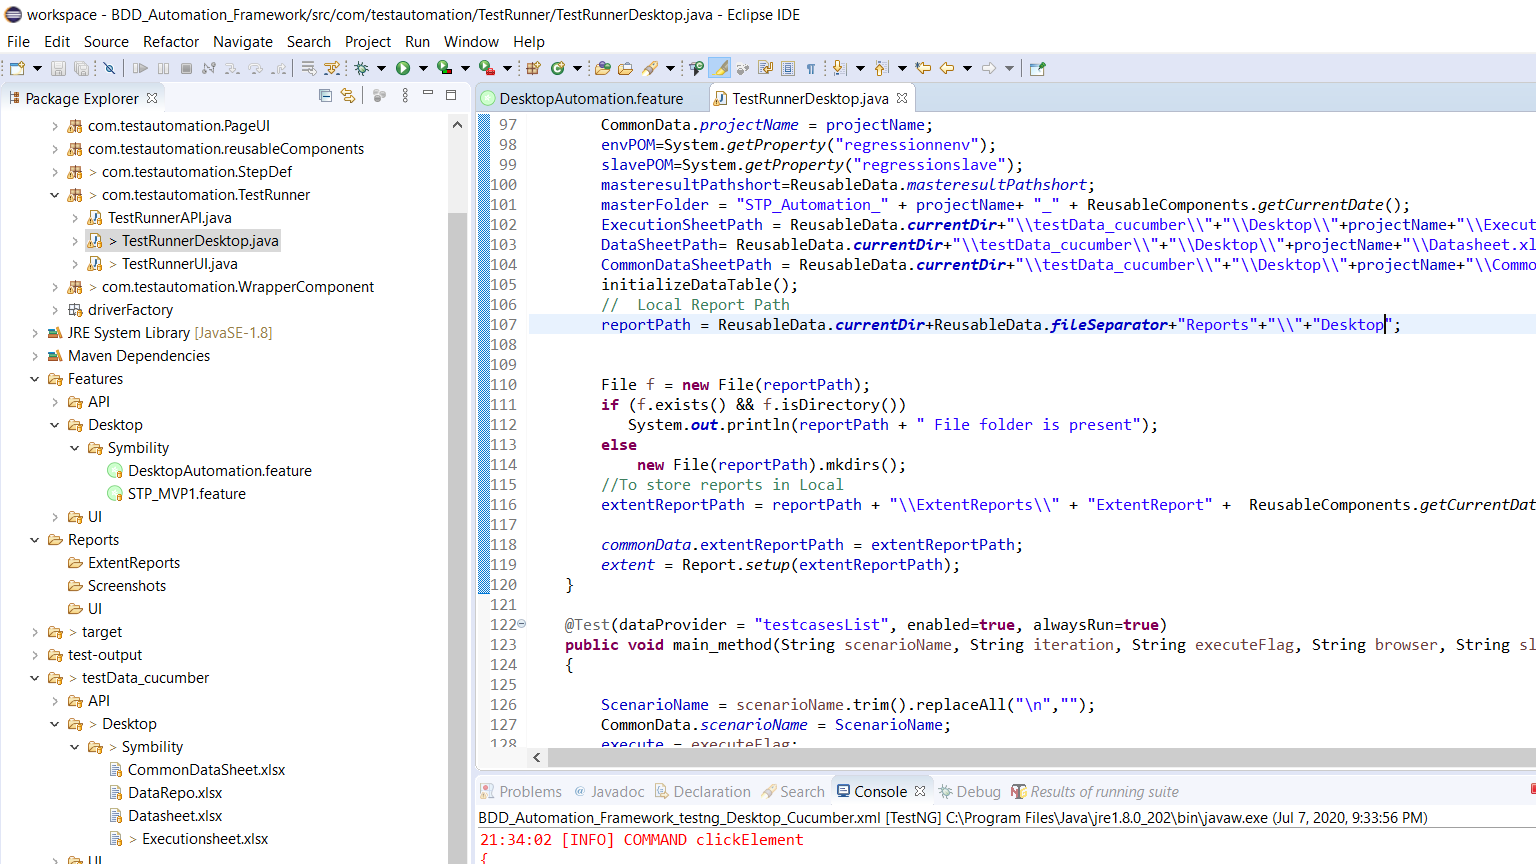 workspace - BDD_Automation_Framework/src/com/testautomation/TestRunner/TestRunnerDesktop.java - Eclipse IDE
File Edit Source Refactor Navigate Search Project Run Window Help
Package Explorer
com.testautomation.PageUI
com.testautomation.reusableComponents
> com.testautomation.StepDef
> com.testautomation.TestRunner
TestRunnerAPI.java
> TestRunnerDesktop.java
> TestRunnerUI.java
> com.testautomation.WrapperComponent
driverFactory
JRE System Library [JavaSE-1.8]
Maven Dependencies
Features
API
Desktop
Symbility
DesktopAutomation.feature
STP_MVP1.feature
UI
Reports
ExtentReports
Screenshots
UI
> target
test-output
> testData_cucumber
API
> Desktop
> Symbility
CommonDataSheet.xlsx
DataRepo.xlsx
Datasheet.xlsx
> Executionsheet.xlsx
UI
DesktopAutomation.feature TestRunnerDesktop.java
97 CommonData.projectName = projectName;
98 envPOM=System.getProperty("regressionnenv");
99 slavePOM=System.getProperty("regressionslave");
100 masteresultPathshort=ReusableData.masteresultPathshort;
101 masterFolder = "STP_Automation_" + projectName+ "_" + ReusableComponents.getCurrentDate();
102 ExecutionSheetPath = ReusableData.currentDir+"\\testData_cucumber\\"+"\\Desktop\\"+projectName+"\\Execut
103 DataSheetPath= ReusableData.currentDir+"\\testData_cucumber\\"+"\\Desktop\\"+projectName+"\\Datasheet.xl
104 CommonDataSheetPath = ReusableData.currentDir+"\\testData_cucumber\\"+"\\Desktop\\"+projectName+"\\Commo
105 initializeDataTable();
106 // Local Report Path
107 reportPath = ReusableData.currentDir+ReusableData.fileSeparator+"Reports"+"\\"+"Desktop";
108
109
110 File f = new File(reportPath);
111 if (f.exists() && f.isDirectory())
112 System.out.println(reportPath + " File folder is present");
113 else
114 new File(reportPath).mkdirs();
115 //To store reports in Local
116 extentReportPath = reportPath + "\\ExtentReports\\" + "ExtentReport" + ReusableComponents.getCurrentDat
117
118 commonData.extentReportPath = extentReportPath;
119 extent = Report.setup(extentReportPath);
120 }
121
122 @Test(dataProvider = "testcasesList", enabled=true, alwaysRun=true)
123 public void main_method(String scenarioName, String iteration, String executeFlag, String browser, String sl
124 {
125
126 ScenarioName = scenarioName.trim().replaceAll("\n","");
127 CommonData.scenarioName = ScenarioName;
128 execute = executeFlag;
Problems Javadoc Declaration Search Console Debug Results of running suite
BDD_Automation_Framework_testng_Desktop_Cucumber.xml [TestNG] C:\Program Files\Java\jre1.8.0_202\bin\javaw.exe (Jul 7, 2020, 9:33:56 PM)
21:34:02 [INFO] COMMAND clickElement
{